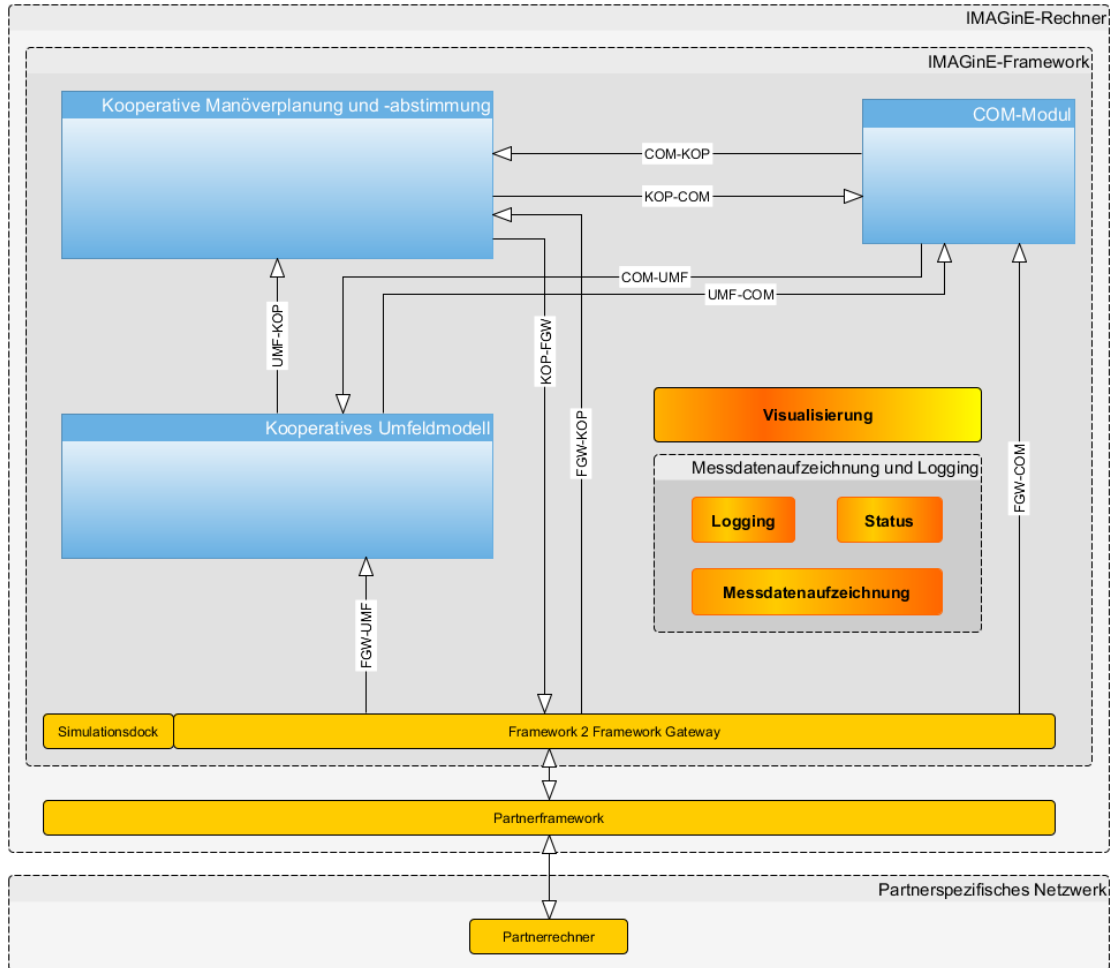 IMAGinE-Rechner
IMAGinE-Framework
Kooperative Manöverplanung und -abstimmung
COM-Modul
COM-KOP
KOP-COM
COM-UMF
UMF-COM
UMF-KOP
KOP-FGW
FGW-KOP
FGW-COM
Kooperatives Umfeldmodell
Visualisierung
Messdatenaufzeichnung und Logging
Logging
Status
Messdatenaufzeichnung
FGW-UMF
Simulationsdock
Framework 2 Framework Gateway
Partnerframework
Partnerspezifisches Netzwerk
Partnerrechner